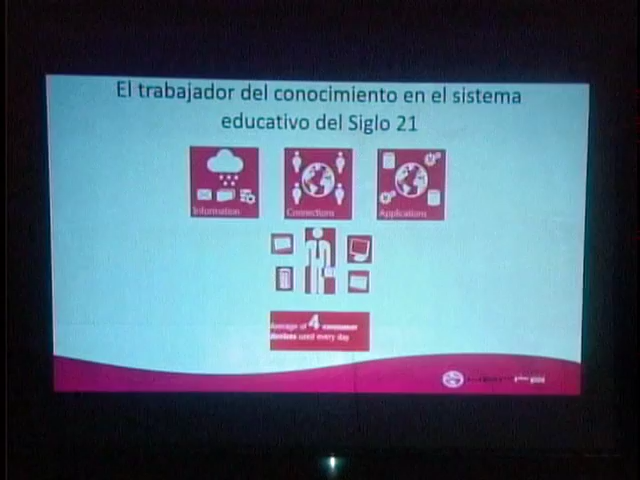 El trabajador del conocimiento en el sistema
educativo del Siglo 21
Information
Connections
Applications
Average of 4 consumer
devices used every day